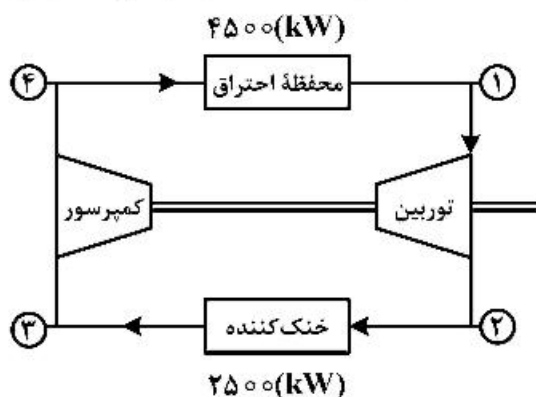 ۴۵۰۰(kW)
۴ محفظهٔ احتراق ۱
کمپرسور توربین
۳ خنک‌کننده ۲
۲۵۰۰(kW)